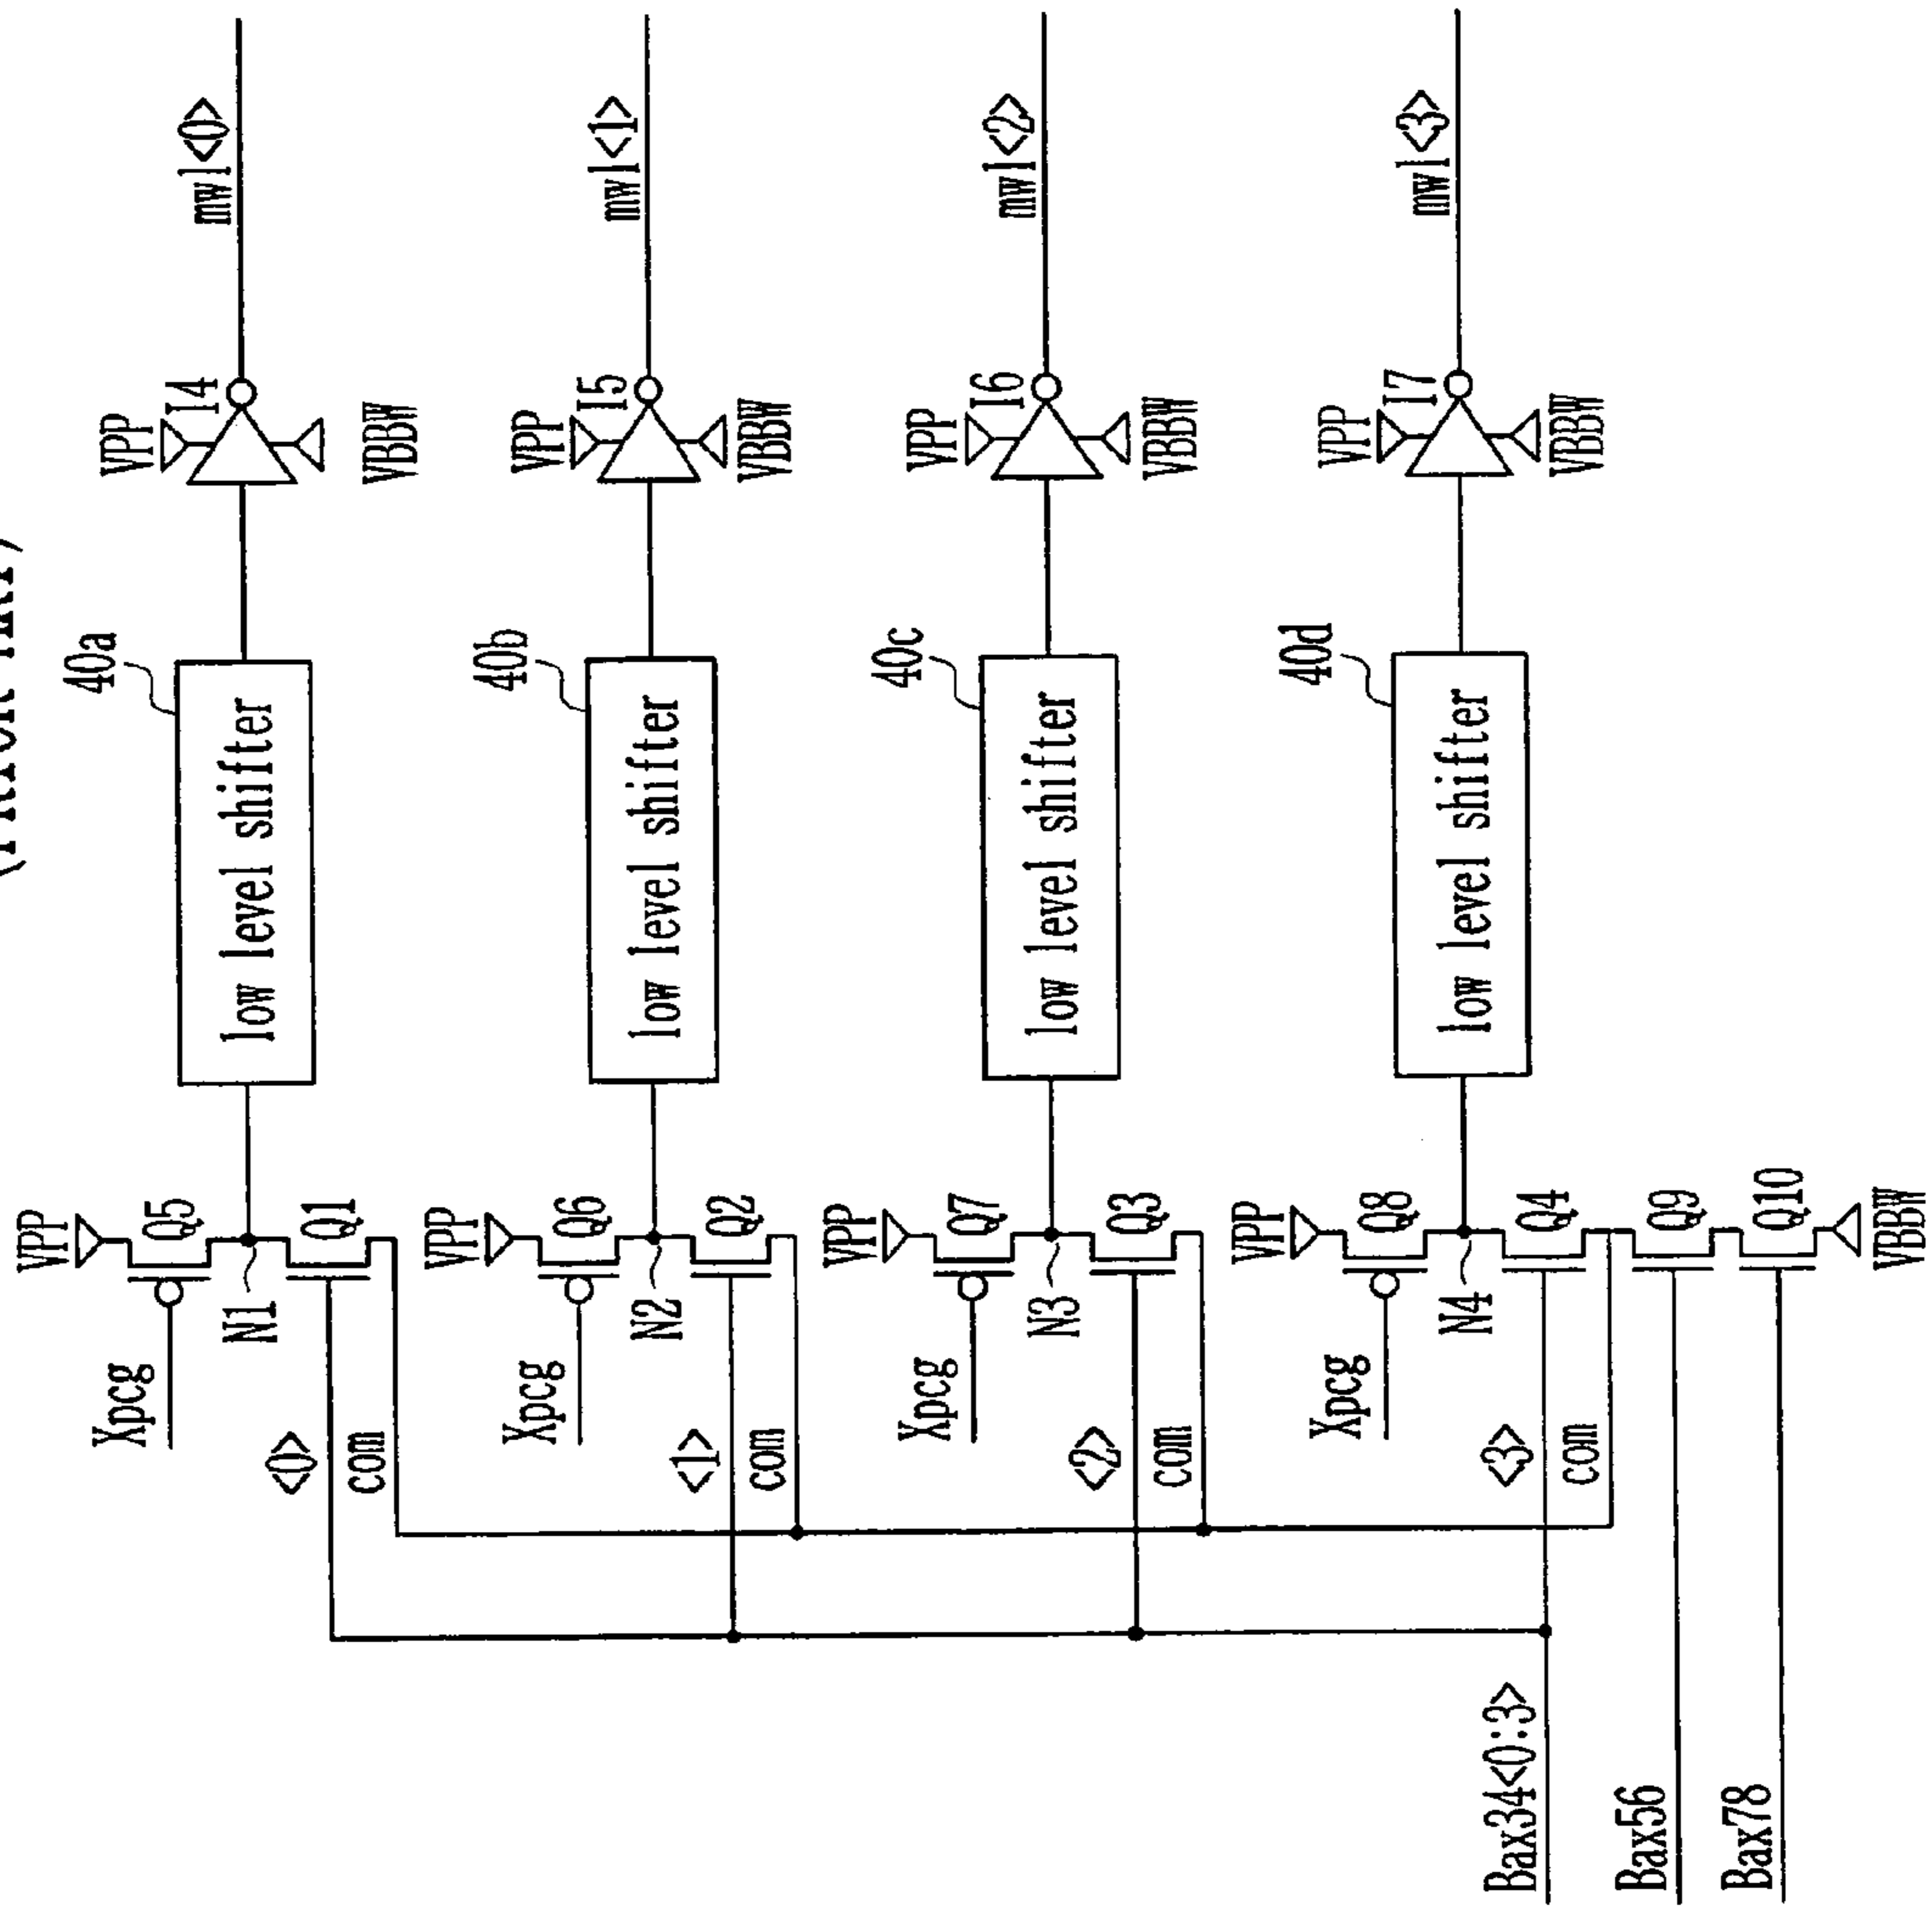 (PRIOR ART)
VPP
Xpcg
Q5
N1
<0>
Q1
com
40a
low level shifter
VPP
I4
VBBW
mwl<0>
VPP
Xpcg
Q6
N2
<1>
Q2
com
40b
low level shifter
VPP
I5
VBBW
mwl<1>
VPP
Xpcg
Q7
N3
<2>
Q3
com
40c
low level shifter
VPP
I6
VBBW
mwl<2>
VPP
Xpcg
Q8
N4
<3>
Q4
com
40d
low level shifter
VPP
I7
VBBW
mwl<3>
Bax34<0:3>
Bax56
Q9
Bax78
Q10
VBBW